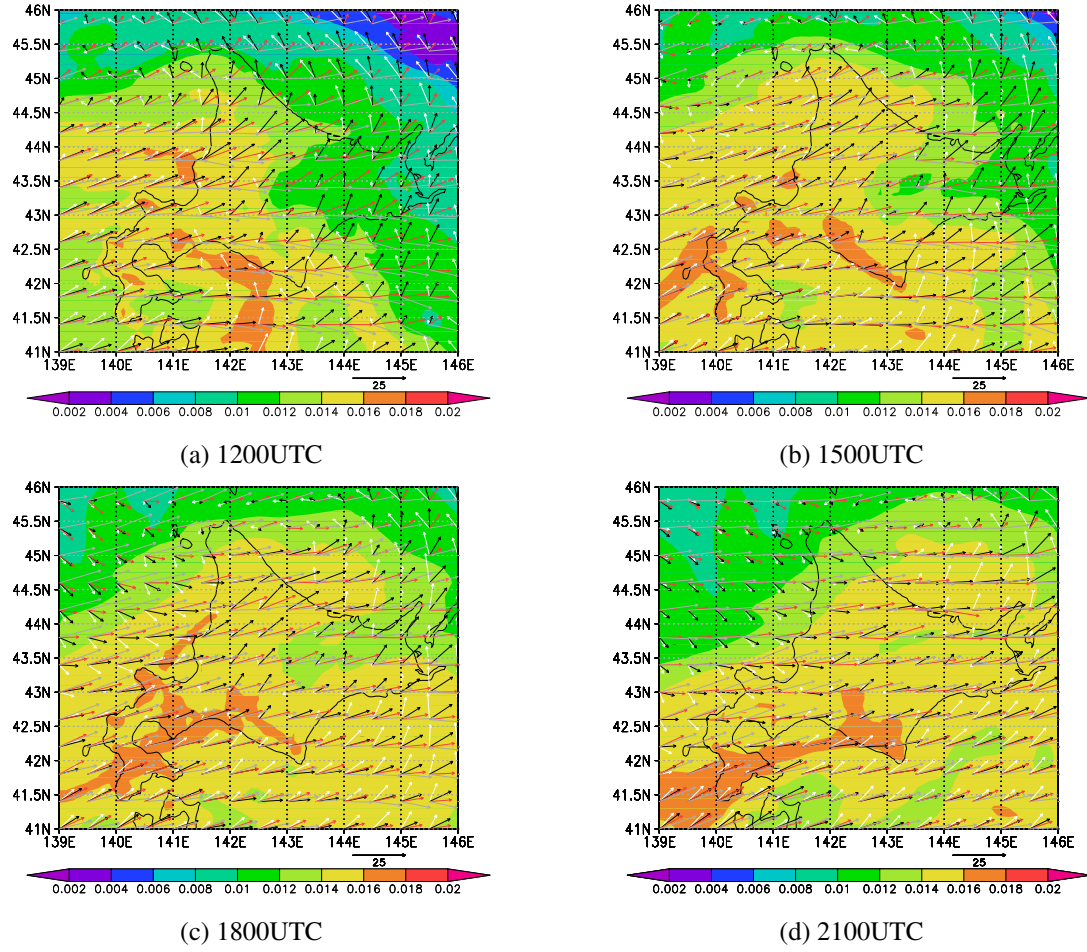 46N 46N
45.5N 45.5N
45N 45N
44.5N 44.5N
44N 44N
43.5N 43.5N
43N 43N
42.5N 42.5N
42N 42N
41.5N 41.5N
41N 41N
139E 140E 141E 142E 143E 144E 145E 146E 139E 140E 141E 142E 143E 144E 145E 146E
25 25
0.002 0.004 0.006 0.008 0.01 0.012 0.014 0.016 0.018 0.02 0.002 0.004 0.006 0.008 0.01 0.012 0.014 0.016 0.018 0.02
(a) 1200UTC (b) 1500UTC
46N 46N
45.5N 45.5N
45N 45N
44.5N 44.5N
44N 44N
43.5N 43.5N
43N 43N
42.5N 42.5N
42N 42N
41.5N 41.5N
41N 41N
139E 140E 141E 142E 143E 144E 145E 146E 139E 140E 141E 142E 143E 144E 145E 146E
25 25
0.002 0.004 0.006 0.008 0.01 0.012 0.014 0.016 0.018 0.02 0.002 0.004 0.006 0.008 0.01 0.012 0.014 0.016 0.018 0.02
(c) 1800UTC (d) 2100UTC